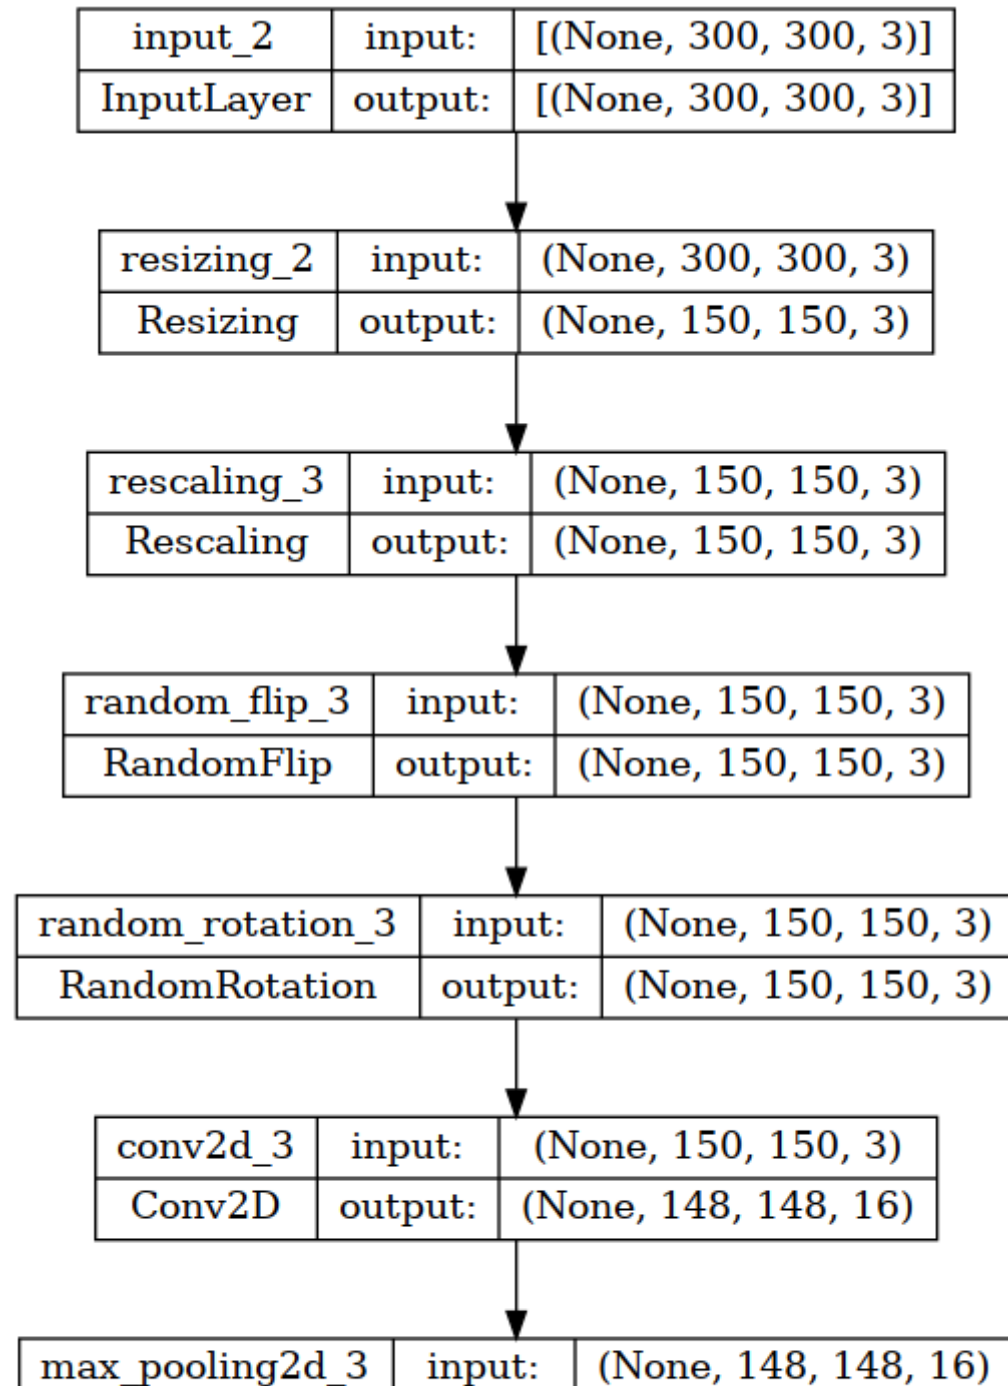 input_2 input: [(None, 300, 300, 3)]
InputLayer output: [(None, 300, 300, 3)]
resizing_2 input: (None, 300, 300, 3)
Resizing output: (None, 150, 150, 3)
rescaling_3 input: (None, 150, 150, 3)
Rescaling output: (None, 150, 150, 3)
random_flip_3 input: (None, 150, 150, 3)
RandomFlip output: (None, 150, 150, 3)
random_rotation_3 input: (None, 150, 150, 3)
RandomRotation output: (None, 150, 150, 3)
conv2d_3 input: (None, 150, 150, 3)
Conv2D output: (None, 148, 148, 16)
max_pooling2d_3 input: (None, 148, 148, 16)